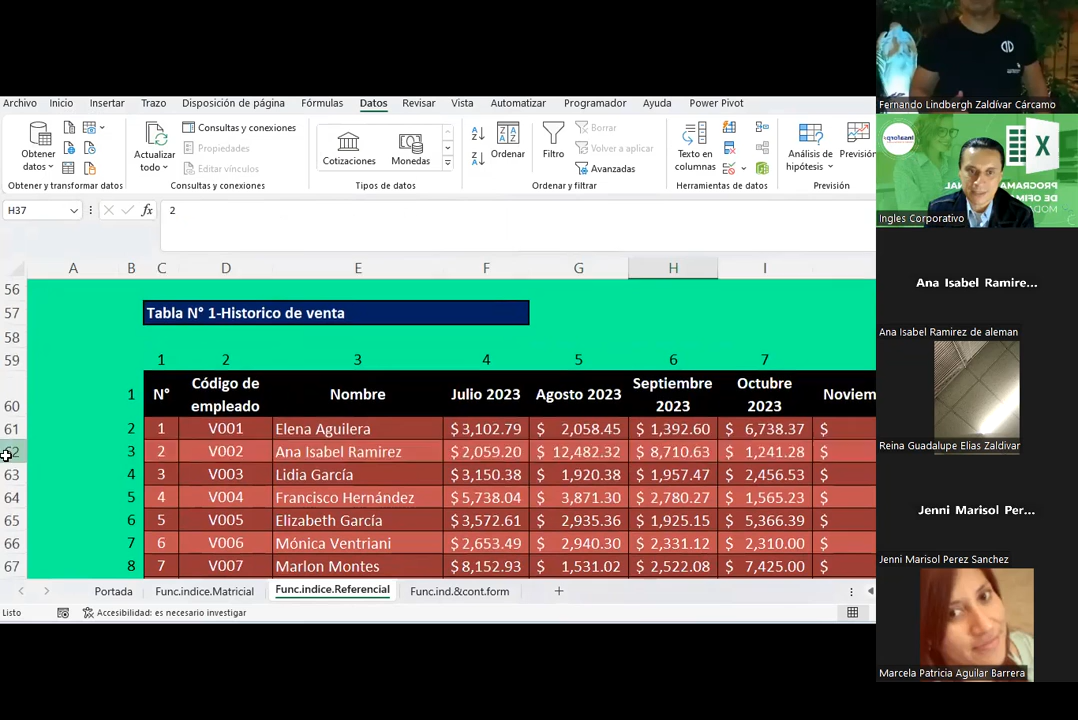 Archivo Inicio Insertar Trazo Disposición de página Fórmulas Datos Revisar Vista Automatizar Programador Ayuda Power Pivot
Obtener datos
Obtener y transformar datos
Actualizar todo
Consultas y conexiones
Propiedades
Editar vínculos
Consultas y conexiones
Cotizaciones
Monedas
Tipos de datos
Ordenar
Filtro
Borrar
Volver a aplicar
Avanzadas
Ordenar y filtrar
Texto en columnas
Herramientas de datos
Análisis de hipótesis
Previsión
Previsión
H37
fx
2
A B C D E F G H I
56
57 Tabla N° 1-Historico de venta
58
59 1 2 3 4 5 6 7
60 1 N° Código de empleado Nombre Julio 2023 Agosto 2023 Septiembre 2023 Octubre 2023 Noviem
61 2 1 V001 Elena Aguilera $ 3,102.79 $ 2,058.45 $ 1,392.60 $ 6,738.37 $
62 3 2 V002 Ana Isabel Ramirez $ 2,059.20 $ 12,482.32 $ 8,710.63 $ 1,241.28 $
63 4 3 V003 Lidia García $ 3,150.38 $ 1,920.38 $ 1,957.47 $ 2,456.53 $
64 5 4 V004 Francisco Hernández $ 5,738.04 $ 3,871.30 $ 2,780.27 $ 1,565.23 $
65 6 5 V005 Elizabeth García $ 3,572.61 $ 2,935.36 $ 1,925.15 $ 5,366.39 $
66 7 6 V006 Mónica Ventriani $ 2,653.49 $ 2,940.30 $ 2,331.12 $ 2,310.00 $
67 8 7 V007 Marlon Montes $ 8,152.93 $ 1,531.02 $ 2,522.08 $ 7,425.00 $
Portada Func.indice.Matricial Func.indice.Referencial Func.ind.&cont.form
Listo Accesibilidad: es necesario investigar
Fernando Lindbergh Zaldívar Cárcamo
Insaforp
X
Ingles Corporativo
Ana Isabel Ramire...
Ana Isabel Ramirez de aleman
Reina Guadalupe Elias Zaldivar
Jenni Marisol Per...
Jenni Marisol Perez Sanchez
Marcela Patricia Aguilar Barrera